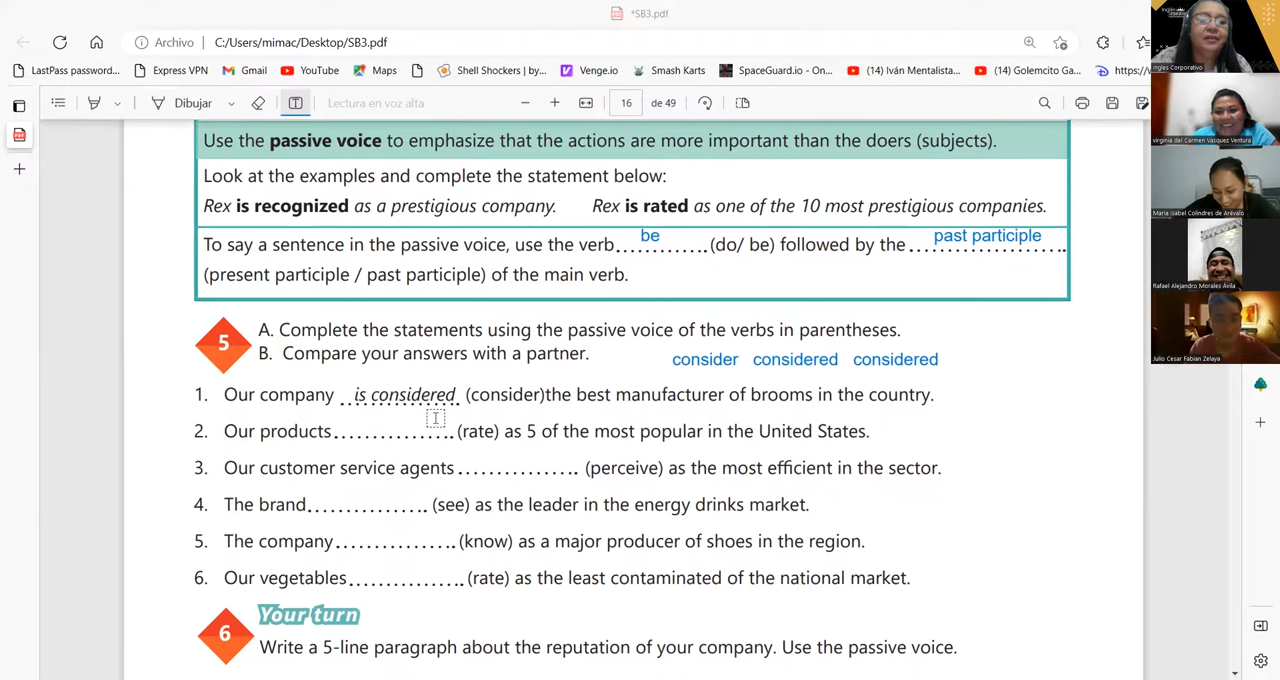 *SB3.pdf
Archivo C:/Users/mimac/Desktop/SB3.pdf
LastPass password... Express VPN Gmail YouTube Maps Shell Shockers | by... Venge.io Smash Karts SpaceGuard.io - On... (14) Iván Mentalista... (14) Golemcito Ga... https://v
Dibujar Lectura en voz alta 16 de 49
Use the passive voice to emphasize that the actions are more important than the doers (subjects).
Look at the examples and complete the statement below:
Rex is recognized as a prestigious company. Rex is rated as one of the 10 most prestigious companies.
To say a sentence in the passive voice, use the verb be (do/ be) followed by the past participle
(present participle / past participle) of the main verb.
5 A. Complete the statements using the passive voice of the verbs in parentheses.
B. Compare your answers with a partner. consider considered considered
1. Our company is considered (consider)the best manufacturer of brooms in the country.
2. Our products................ (rate) as 5 of the most popular in the United States.
3. Our customer service agents ................ (perceive) as the most efficient in the sector.
4. The brand................ (see) as the leader in the energy drinks market.
5. The company................ (know) as a major producer of shoes in the region.
6. Our vegetables................ (rate) as the least contaminated of the national market.
Your turn
6 Write a 5-line paragraph about the reputation of your company. Use the passive voice.
Inglés Corporativo
Virginia del Carmen Vasquez Ventura
Maria Isabel Colindres de Arévalo
Rafael Alejandro Morales Ávila
Julio Cesar Fabian Zelaya